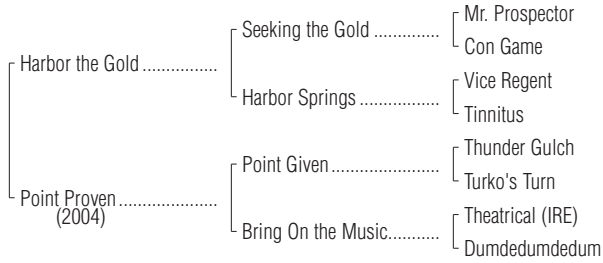 Mr. Prospector
Seeking the Gold ..............
Con Game
Harbor the Gold ................
Vice Regent
Harbor Springs .................
Tinnitus
Thunder Gulch
Point Given .......................
Turko's Turn
Point Proven .....................
(2004)
Theatrical (IRE)
Bring On the Music...........
Dumdedumdedum